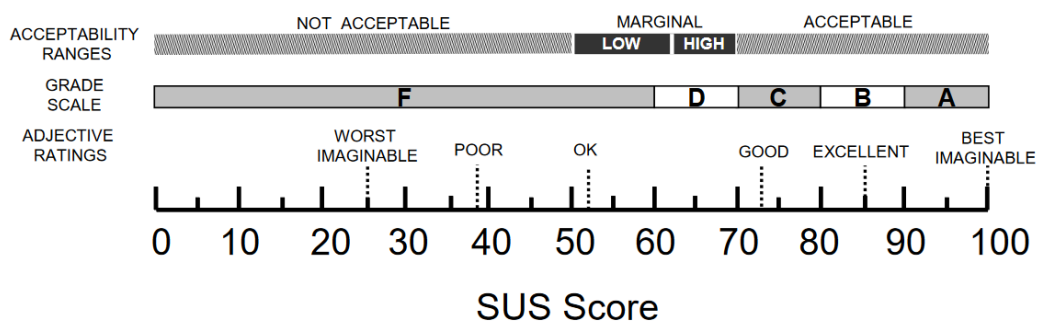 NOT ACCEPTABLE
MARGINAL
ACCEPTABLE
ACCEPTABILITY
RANGES
LOW
HIGH
GRADE
SCALE
F
D
C
B
A
ADJECTIVE
RATINGS
WORST
IMAGINABLE
POOR
OK
GOOD
EXCELLENT
BEST
IMAGINABLE
0 10 20 30 40 50 60 70 80 90 100
SUS Score